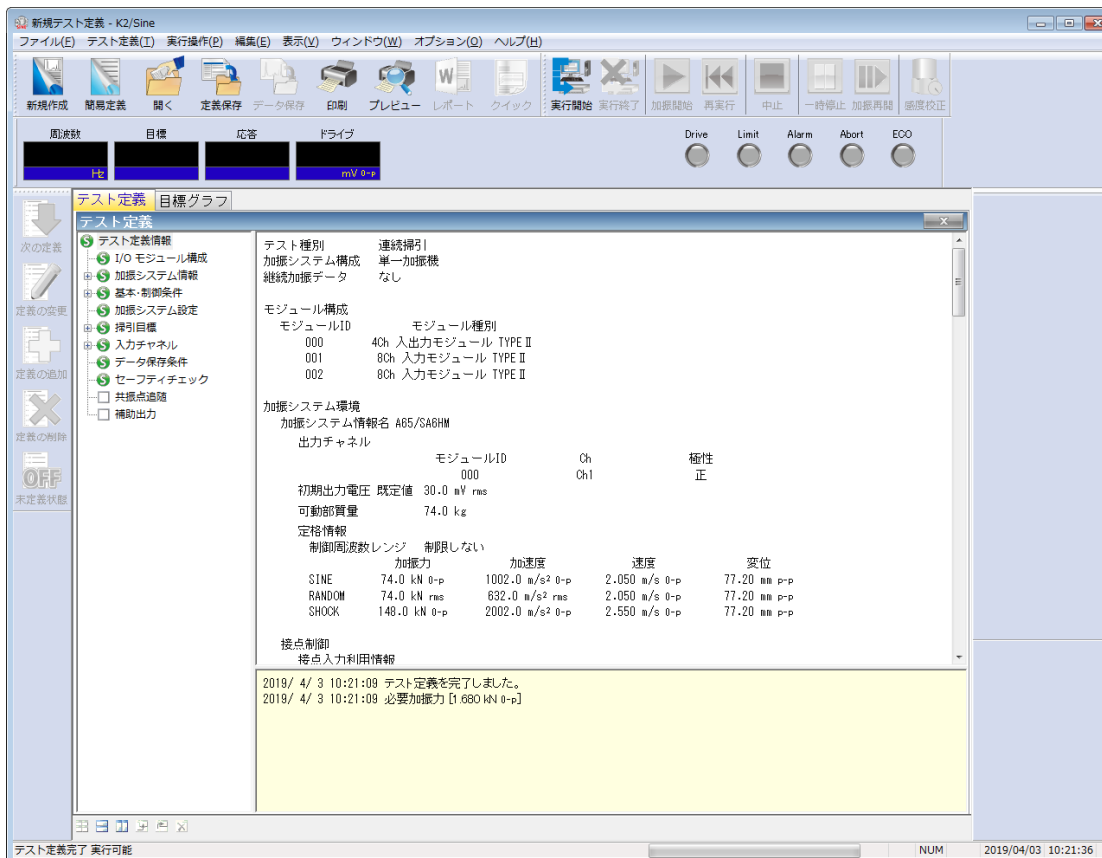 新規テスト定義 - K2/Sine
ファイル(F) テスト定義(T) 実行操作(P) 編集(E) 表示(V) ウィンドウ(W) オプション(O) ヘルプ(H)
新規作成 簡易定義 開く 定義保存 データ保存 印刷 プレビュー レポート クイック 実行開始 実行終了 加振開始 再実行 中止 一時停止 加振再開 感度校正
周波数 目標 応答 ドライブ Drive Limit Alarm Abort ECO
Hz mV 0-p
テスト定義 目標グラフ
テスト定義
次の定義
定義の変更
定義の追加
定義の削除
OFF
未定義状態
テスト定義情報
I/O モジュール構成
加振システム情報
基本・制御条件
加振システム設定
掃引目標
入力チャネル
データ保存条件
セーフティチェック
共振点追随
補助出力
テスト種別 連続掃引
加振システム構成 単一加振機
継続加振データ なし
モジュール構成
モジュールID モジュール種別
000 4Ch 入出力モジュール TYPEⅡ
001 8Ch 入力モジュール TYPEⅡ
002 8Ch 入力モジュール TYPEⅡ
加振システム環境
加振システム情報名 A65/SA6HM
出力チャネル
モジュールID Ch 極性
000 Ch1 正
初期出力電圧 既定値 30.0 mV rms
可動部質量 74.0 kg
定格情報
制御周波数レンジ 制限しない
加振力 加速度 速度 変位
SINE 74.0 kN 0-p 1002.0 m/s² 0-p 2.050 m/s 0-p 77.20 mm p-p
RANDOM 74.0 kN rms 632.0 m/s² rms 2.050 m/s 0-p 77.20 mm p-p
SHOCK 148.0 kN 0-p 2002.0 m/s² 0-p 2.550 m/s 0-p 77.20 mm p-p
接点制御
接点入力利用情報
2019/ 4/ 3 10:21:09 テスト定義を完了しました。
2019/ 4/ 3 10:21:09 必要加振力 [1.680 kN 0-p]
テスト定義完了 実行可能 NUM 2019/04/03 10:21:36